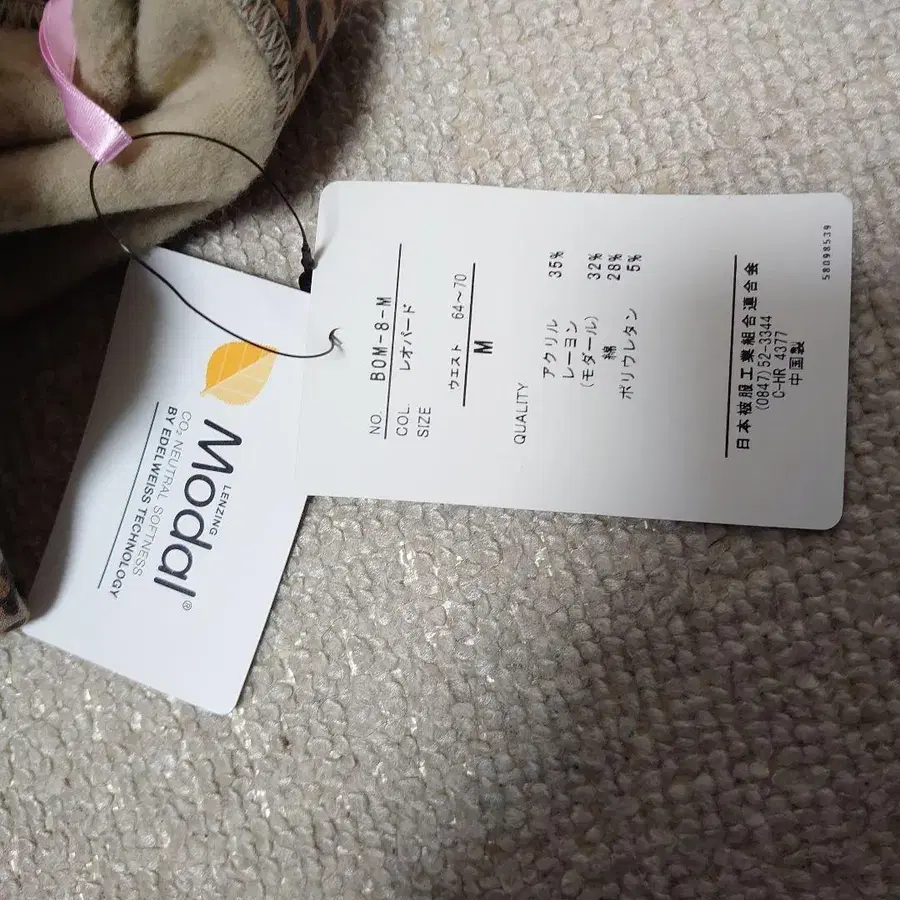 NO. BOM-8-M
COL. レオパード
SIZE
ウエスト 64～70
M
QUALITY
アクリル 35%
レーヨン
(モダール) 32%
綿 28%
ポリウレタン 5%
日本被服工業組合連合会
(0847)52-3344
C-HR 4377
中国製
58098539
LENZING
Modal®
CO₂ NEUTRAL SOFTNESS
BY EDELWEISS TECHNOLOGY